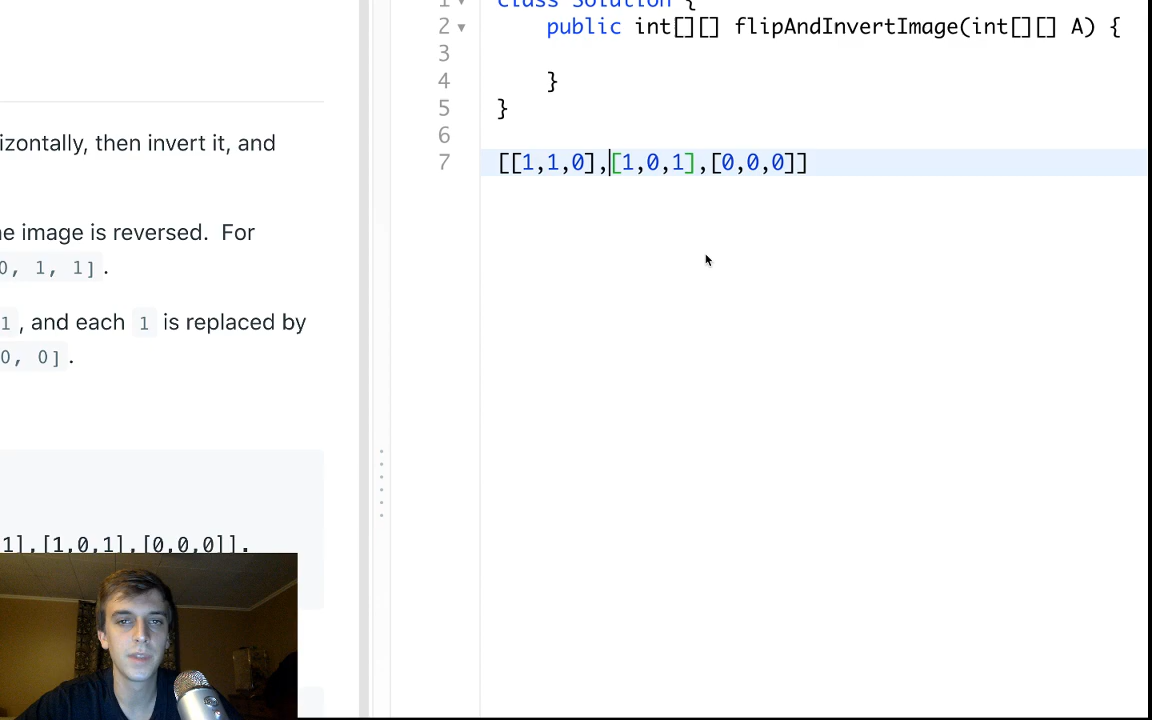 izontally, then invert it, and
e image is reversed. For
0, 1, 1].
1, and each 1 is replaced by
0, 0].
1],[1,0,1],[0,0,0]].
1 class Solution {
2 public int[][] flipAndInvertImage(int[][] A) {
3
4 }
5 }
6
7 [[1,1,0],[1,0,1],[0,0,0]]